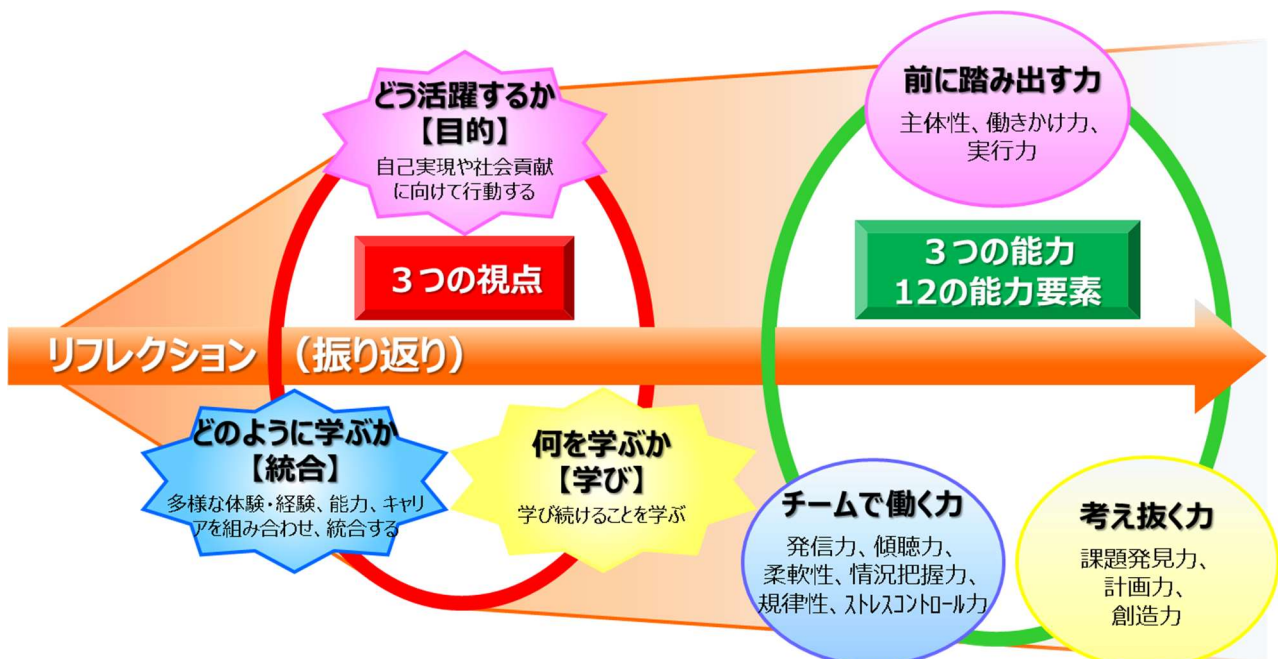 どう活躍するか
【目的】
自己実現や社会貢献
に向けて行動する
３つの視点
リフレクション　（振り返り）
どのように学ぶか
【統合】
多様な体験・経験、能力、キャリ
アを組み合わせ、統合する
何を学ぶか
【学び】
学び続けることを学ぶ
前に踏み出す力
主体性、働きかけ力、
実行力
３つの能力
12の能力要素
チームで働く力
発信力、傾聴力、
柔軟性、情況把握力、
規律性、ｽﾄﾚｽｺﾝﾄﾛｰﾙ力
考え抜く力
課題発見力、
計画力、
創造力